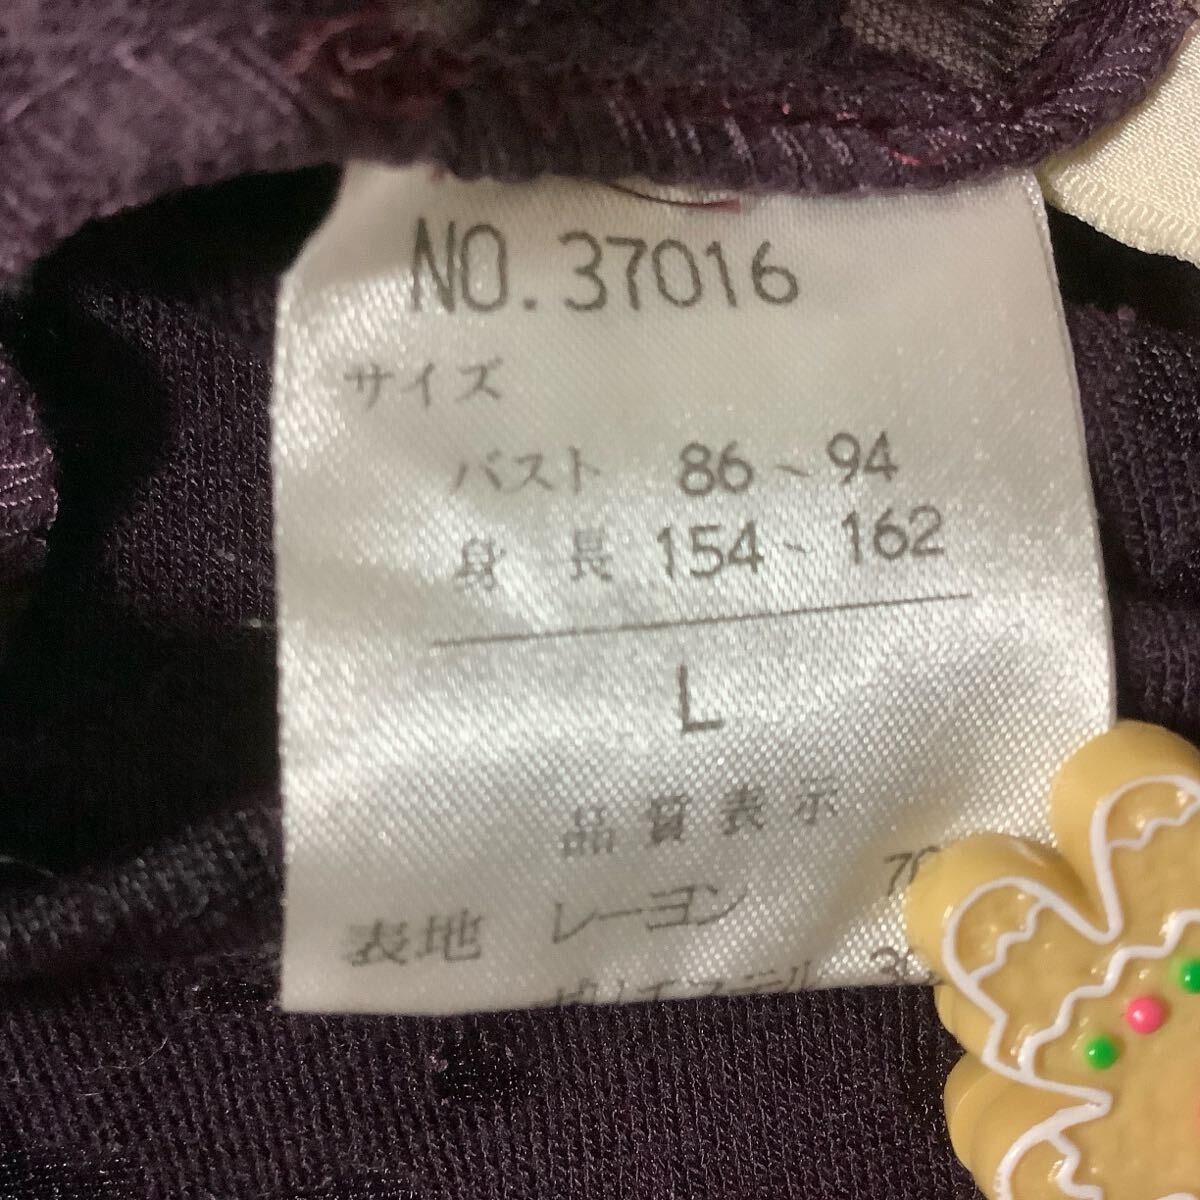 NO.37016
サイズ
バスト 86~94
身長 154~162
L
品質表示
表地 レーヨン